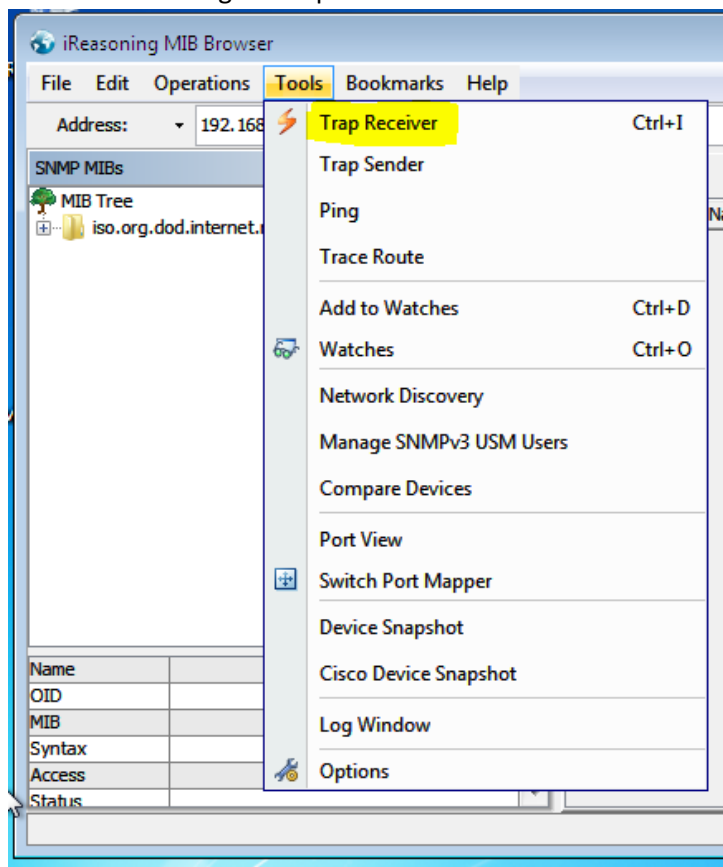 iReasoning MIB Browser
File Edit Operations Tools Bookmarks Help
Address: 192.168
Trap Receiver Ctrl+I
SNMP MIBs
Trap Sender
MIB Tree
iso.org.dod.internet.
Ping
Trace Route
Add to Watches Ctrl+D
Watches Ctrl+O
Network Discovery
Manage SNMPv3 USM Users
Compare Devices
Port View
Switch Port Mapper
Device Snapshot
Name
Cisco Device Snapshot
OID
MIB
Log Window
Syntax
Access
Options
Status